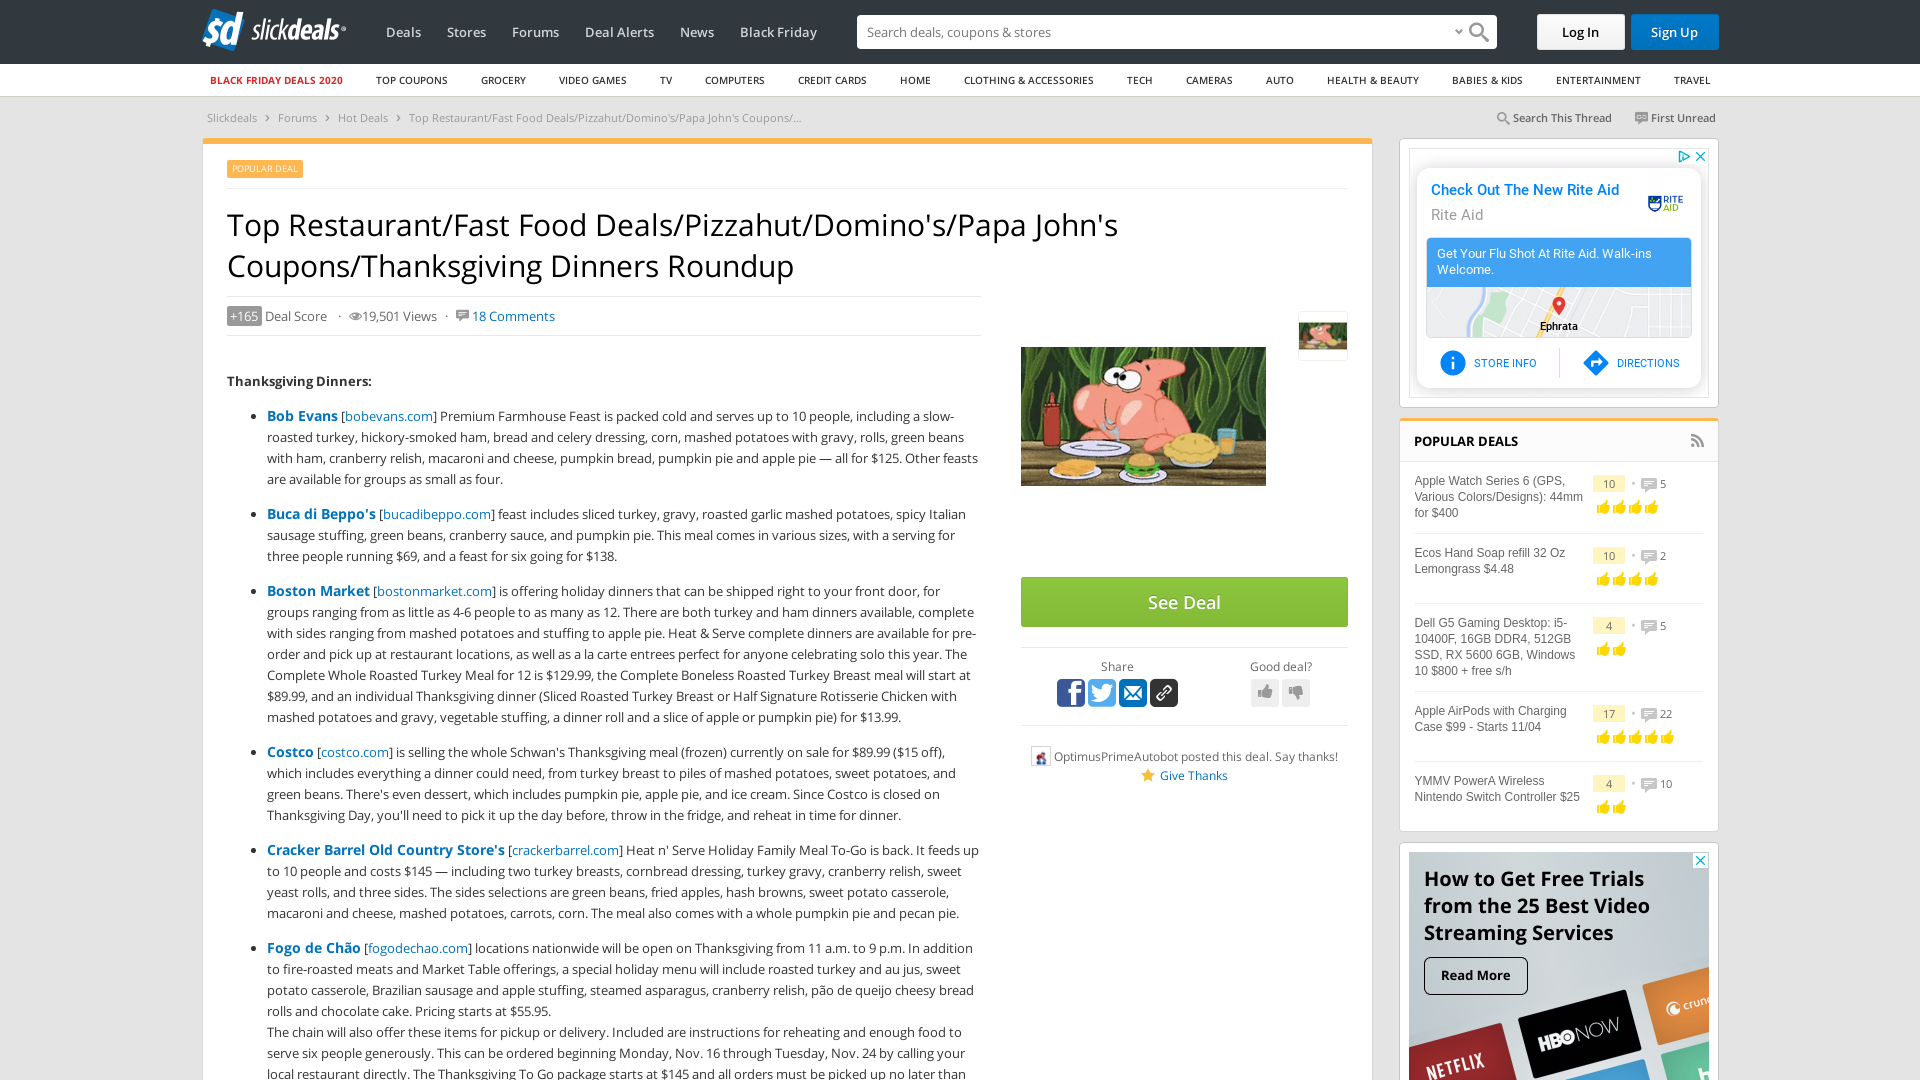 slickdeals
Deals
Stores
Forums
Deal Alerts
News
Black Friday
Search deals, coupons & stores
Log In
Sign Up
BLACK FRIDAY DEALS 2020
TOP COUPONS
GROCERY
VIDEO GAMES
TV
COMPUTERS
CREDIT CARDS
HOME
CLOTHING & ACCESSORIES
TECH
CAMERAS
AUTO
HEALTH & BEAUTY
BABIES & KIDS
ENTERTAINMENT
TRAVEL
Slickdeals > Forums > Hot Deals > Top Restaurant/Fast Food Deals/Pizzahut/Domino's/Papa John's Coupons/...
Search This Thread
First Unread
POPULAR DEAL
Top Restaurant/Fast Food Deals/Pizzahut/Domino's/Papa John's
Coupons/Thanksgiving Dinners Roundup
+165 Deal Score · 19,501 Views · 18 Comments
Thanksgiving Dinners:
• Bob Evans [bobevans.com] Premium Farmhouse Feast is packed cold and serves up to 10 people, including a slow-
roasted turkey, hickory-smoked ham, bread and celery dressing, corn, mashed potatoes with gravy, rolls, green beans
with ham, cranberry relish, macaroni and cheese, pumpkin bread, pumpkin pie and apple pie — all for $125. Other feasts
are available for groups as small as four.
• Buca di Beppo's [bucadibeppo.com] feast includes sliced turkey, gravy, roasted garlic mashed potatoes, spicy Italian
sausage stuffing, green beans, cranberry sauce, and pumpkin pie. This meal comes in various sizes, with a serving for
three people running $69, and a feast for six going for $138.
• Boston Market [bostonmarket.com] is offering holiday dinners that can be shipped right to your front door, for
groups ranging from as little as 4-6 people to as many as 12. There are both turkey and ham dinners available, complete
with sides ranging from mashed potatoes and stuffing to apple pie. Heat & Serve complete dinners are available for pre-
order and pick up at restaurant locations, as well as a la carte entrees perfect for anyone celebrating solo this year. The
Complete Whole Roasted Turkey Meal for 12 is $129.99, the Complete Boneless Roasted Turkey Breast meal will start at
$89.99, and an individual Thanksgiving dinner (Sliced Roasted Turkey Breast or Half Signature Rotisserie Chicken with
mashed potatoes and gravy, vegetable stuffing, a dinner roll and a slice of apple or pumpkin pie) for $13.99.
• Costco [costco.com] is selling the whole Schwan's Thanksgiving meal (frozen) currently on sale for $89.99 ($15 off),
which includes everything a dinner could need, from turkey breast to piles of mashed potatoes, sweet potatoes, and
green beans. There's even dessert, which includes pumpkin pie, apple pie, and ice cream. Since Costco is closed on
Thanksgiving Day, you'll need to pick it up the day before, throw in the fridge, and reheat in time for dinner.
• Cracker Barrel Old Country Store's [crackerbarrel.com] Heat n' Serve Holiday Family Meal To-Go is back. It feeds up
to 10 people and costs $145 — including two turkey breasts, cornbread dressing, turkey gravy, cranberry relish, sweet
yeast rolls, and three sides. The sides selections are green beans, fried apples, hash browns, sweet potato casserole,
macaroni and cheese, mashed potatoes, carrots, corn. The meal also comes with a whole pumpkin pie and pecan pie.
• Fogo de Chão [fogodechao.com] locations nationwide will be open on Thanksgiving from 11 a.m. to 9 p.m. In addition
to fire-roasted meats and Market Table offerings, a special holiday menu will include roasted turkey and au jus, sweet
potato casserole, Brazilian sausage and apple stuffing, steamed asparagus, cranberry relish, pão de queijo cheesy bread
rolls and chocolate cake. Pricing starts at $55.95.
The chain will also offer these items for pickup or delivery. Included are instructions for reheating and enough food to
serve six people generously. This can be ordered beginning Monday, Nov. 16 through Tuesday, Nov. 24 by calling your
local restaurant directly. The Thanksgiving To Go package starts at $145 and all orders must be picked up no later than
See Deal
Share
Good deal?
OptimusPrimeAutobot posted this deal. Say thanks!
Give Thanks
Check Out The New Rite Aid
Rite Aid
RITE
AID
Get Your Flu Shot At Rite Aid. Walk-ins
Welcome.
Ephrata
STORE INFO
DIRECTIONS
POPULAR DEALS
Apple Watch Series 6 (GPS,
Various Colors/Designs): 44mm
for $400
10 • 5
Ecos Hand Soap refill 32 Oz
Lemongrass $4.48
10 • 2
Dell G5 Gaming Desktop: i5-
10400F, 16GB DDR4, 512GB
SSD, RX 5600 6GB, Windows
10 $800 + free s/h
4 • 5
Apple AirPods with Charging
Case $99 - Starts 11/04
17 • 22
YMMV PowerA Wireless
Nintendo Switch Controller $25
4 • 10
How to Get Free Trials
from the 25 Best Video
Streaming Services
Read More
HBO NOW
NETFLIX
crunc